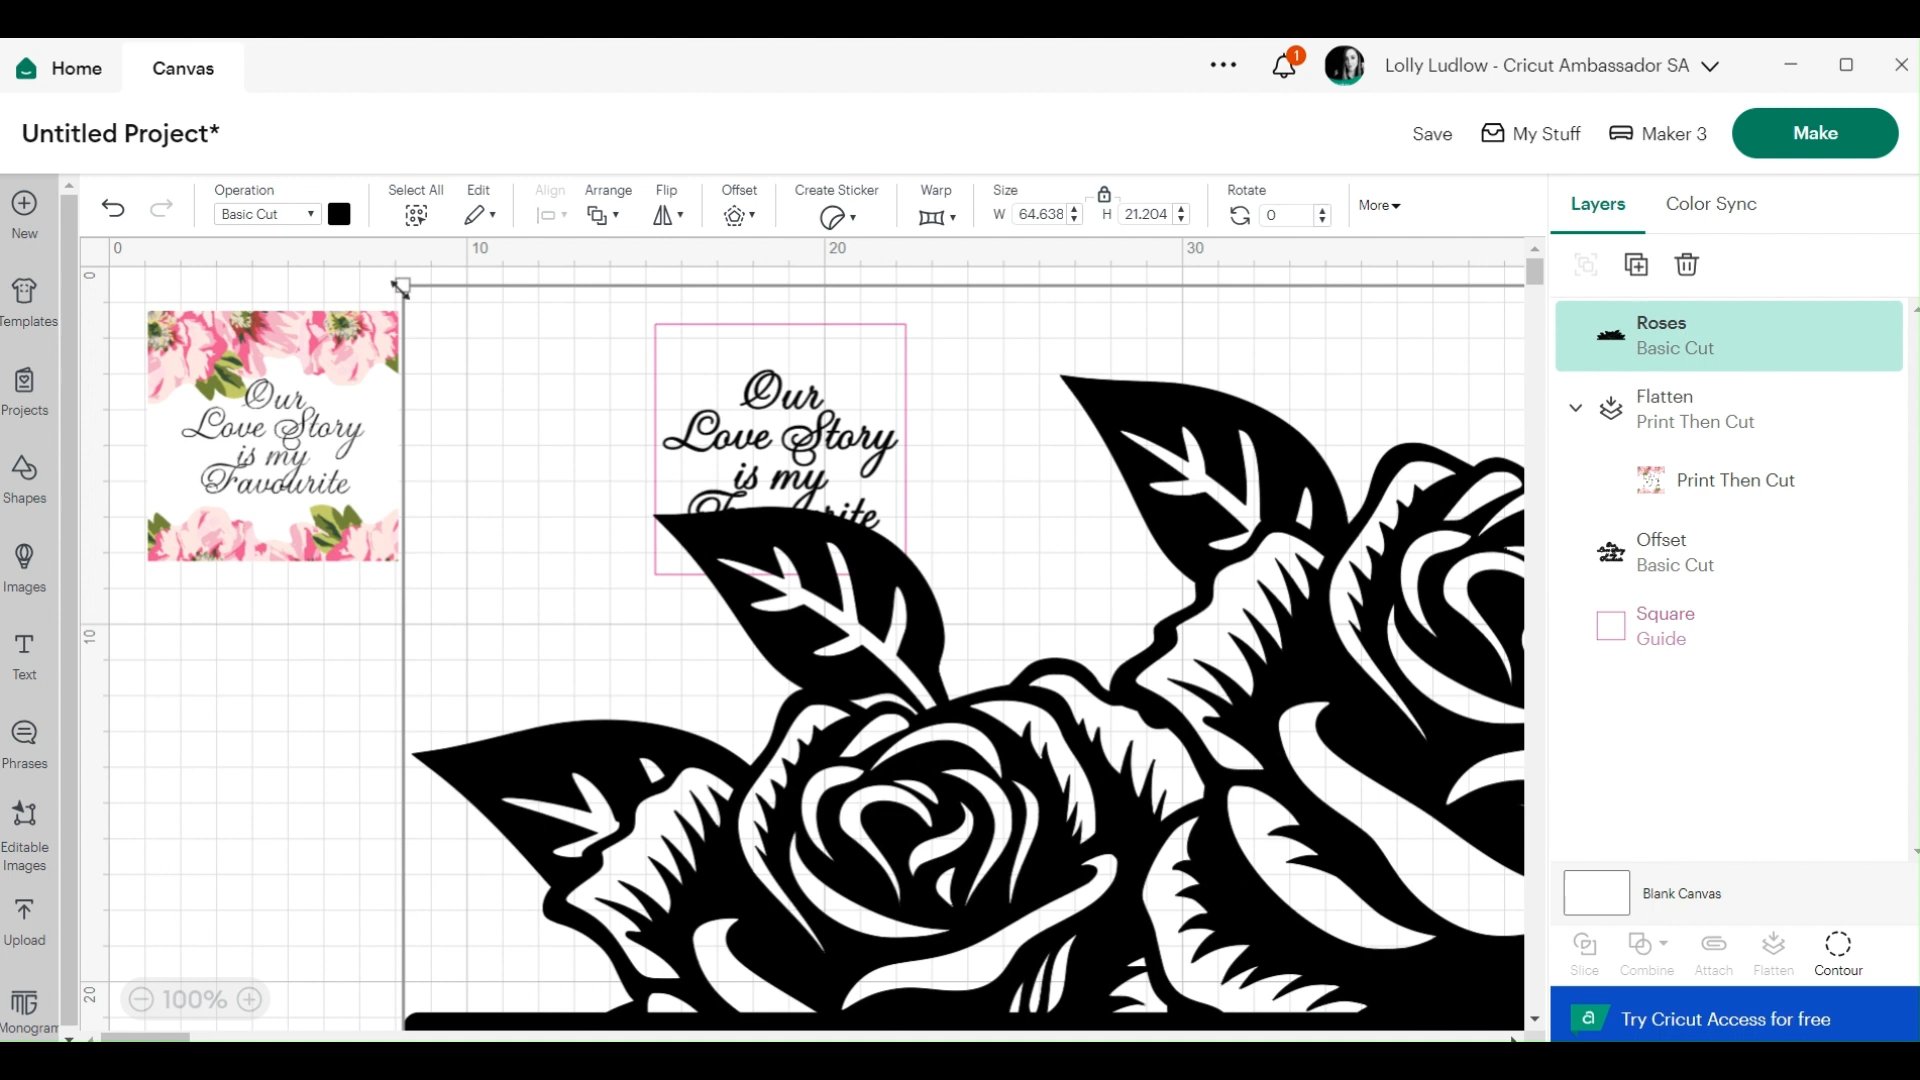 Home
Canvas
1
Lolly Ludlow - Cricut Ambassador SA
Untitled Project*
Save
My Stuff
Maker 3
Make
New
Templates
Projects
Shapes
Images
Text
Phrases
Editable
Images
Upload
Monogram
Operation
Basic Cut
Select All
Edit
Align
Arrange
Flip
Offset
Create Sticker
Warp
Size
W 64.638
H 21.204
Rotate
0
More
0
10
20
30
0
10
20
Our
Love Story
is my
Favourite
Our
Love Story
is my
100%
Layers
Color Sync
Roses
Basic Cut
Flatten
Print Then Cut
Print Then Cut
Offset
Basic Cut
Square
Guide
Blank Canvas
Slice
Combine
Attach
Flatten
Contour
a
Try Cricut Access for free